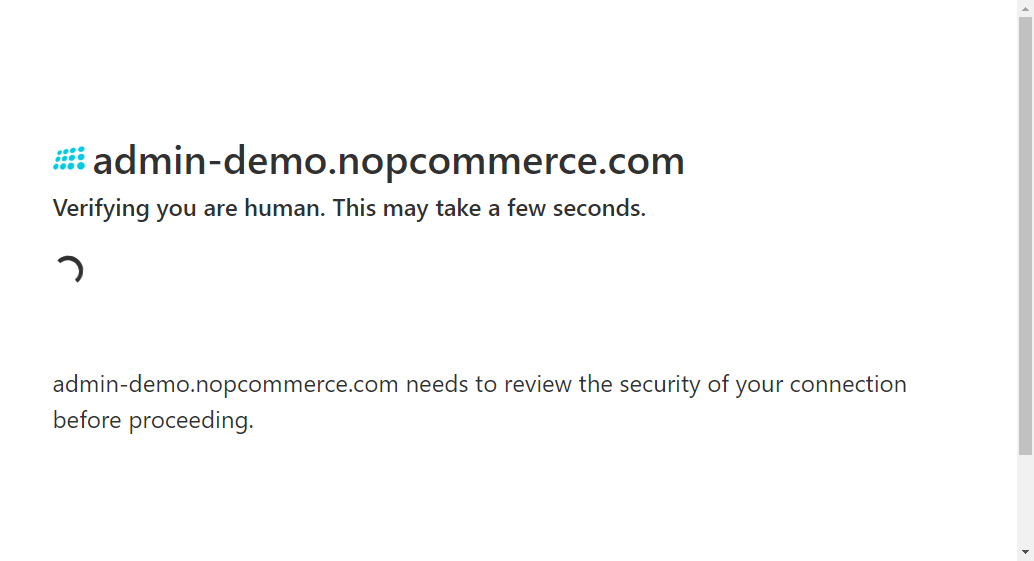 admin-demo.nopcommerce.com
Verifying you are human. This may take a few seconds.
admin-demo.nopcommerce.com needs to review the security of your connection
before proceeding.